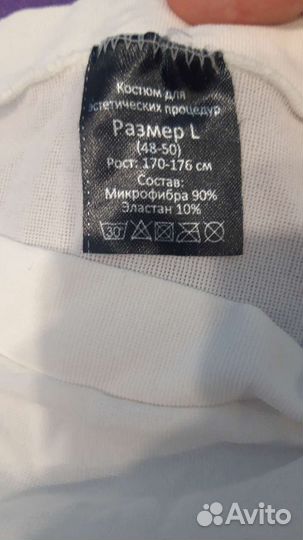 Костюм для
эстетических процедур
Размер L
(48-50)
Рост: 170-176 см
Состав:
Микрофибра 90%
Эластан 10%
30°
Avito